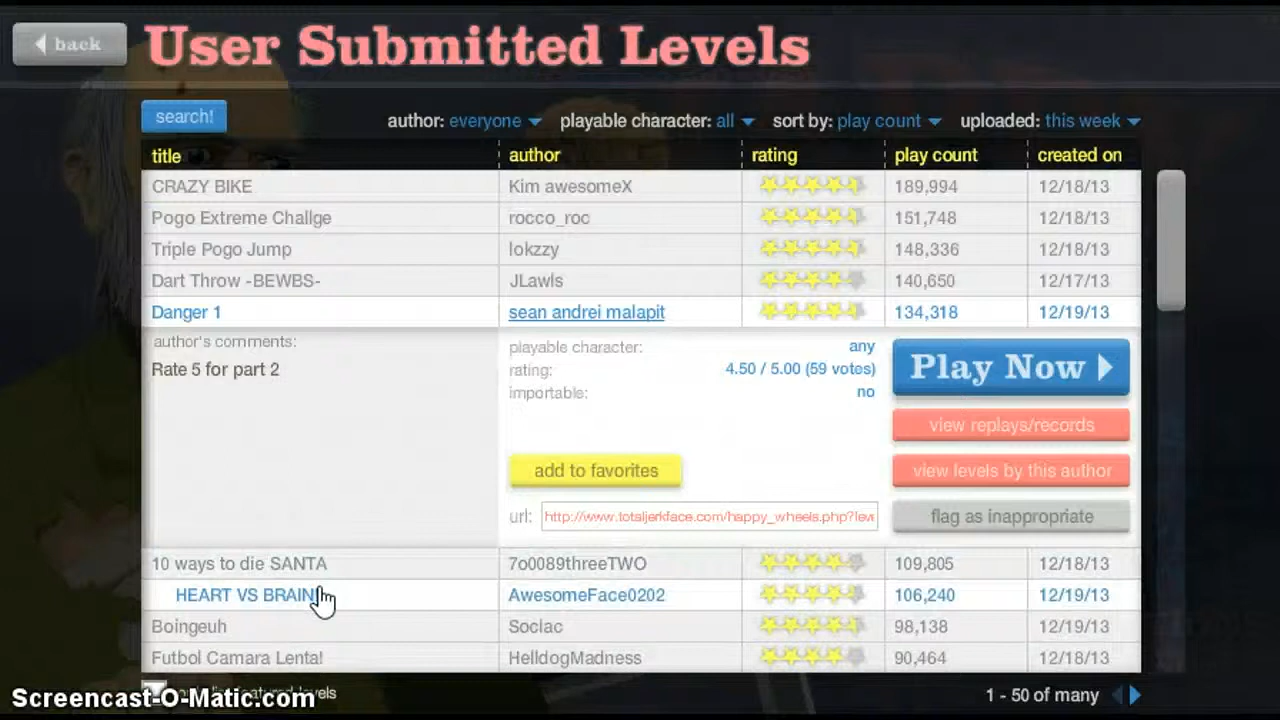 back
User Submitted Levels
search!
author: everyone playable character: all sort by: play count uploaded: this week
title author rating play count created on
CRAZY BIKE Kim awesomeX 189,994 12/18/13
Pogo Extreme Challge rocco_roc 151,748 12/18/13
Triple Pogo Jump lokzzy 148,336 12/18/13
Dart Throw -BEWBS- JLawls 140,650 12/17/13
Danger 1 sean andrei malapit 134,318 12/19/13
author's comments:
Rate 5 for part 2
playable character: any
rating: 4.50 / 5.00 (59 votes)
importable: no
add to favorites
url: http://www.totaljerkface.com/happy_wheels.php?lev
Play Now
view replays/records
view levels by this author
flag as inappropriate
10 ways to die SANTA 7o0089threeTWO 109,805 12/18/13
HEART VS BRAIN AwesomeFace0202 106,240 12/19/13
Boingeuh Soclac 98,138 12/19/13
Futbol Camara Lenta! HelldogMadness 90,464 12/18/13
levels
1 - 50 of many
Screencast-O-Matic.com